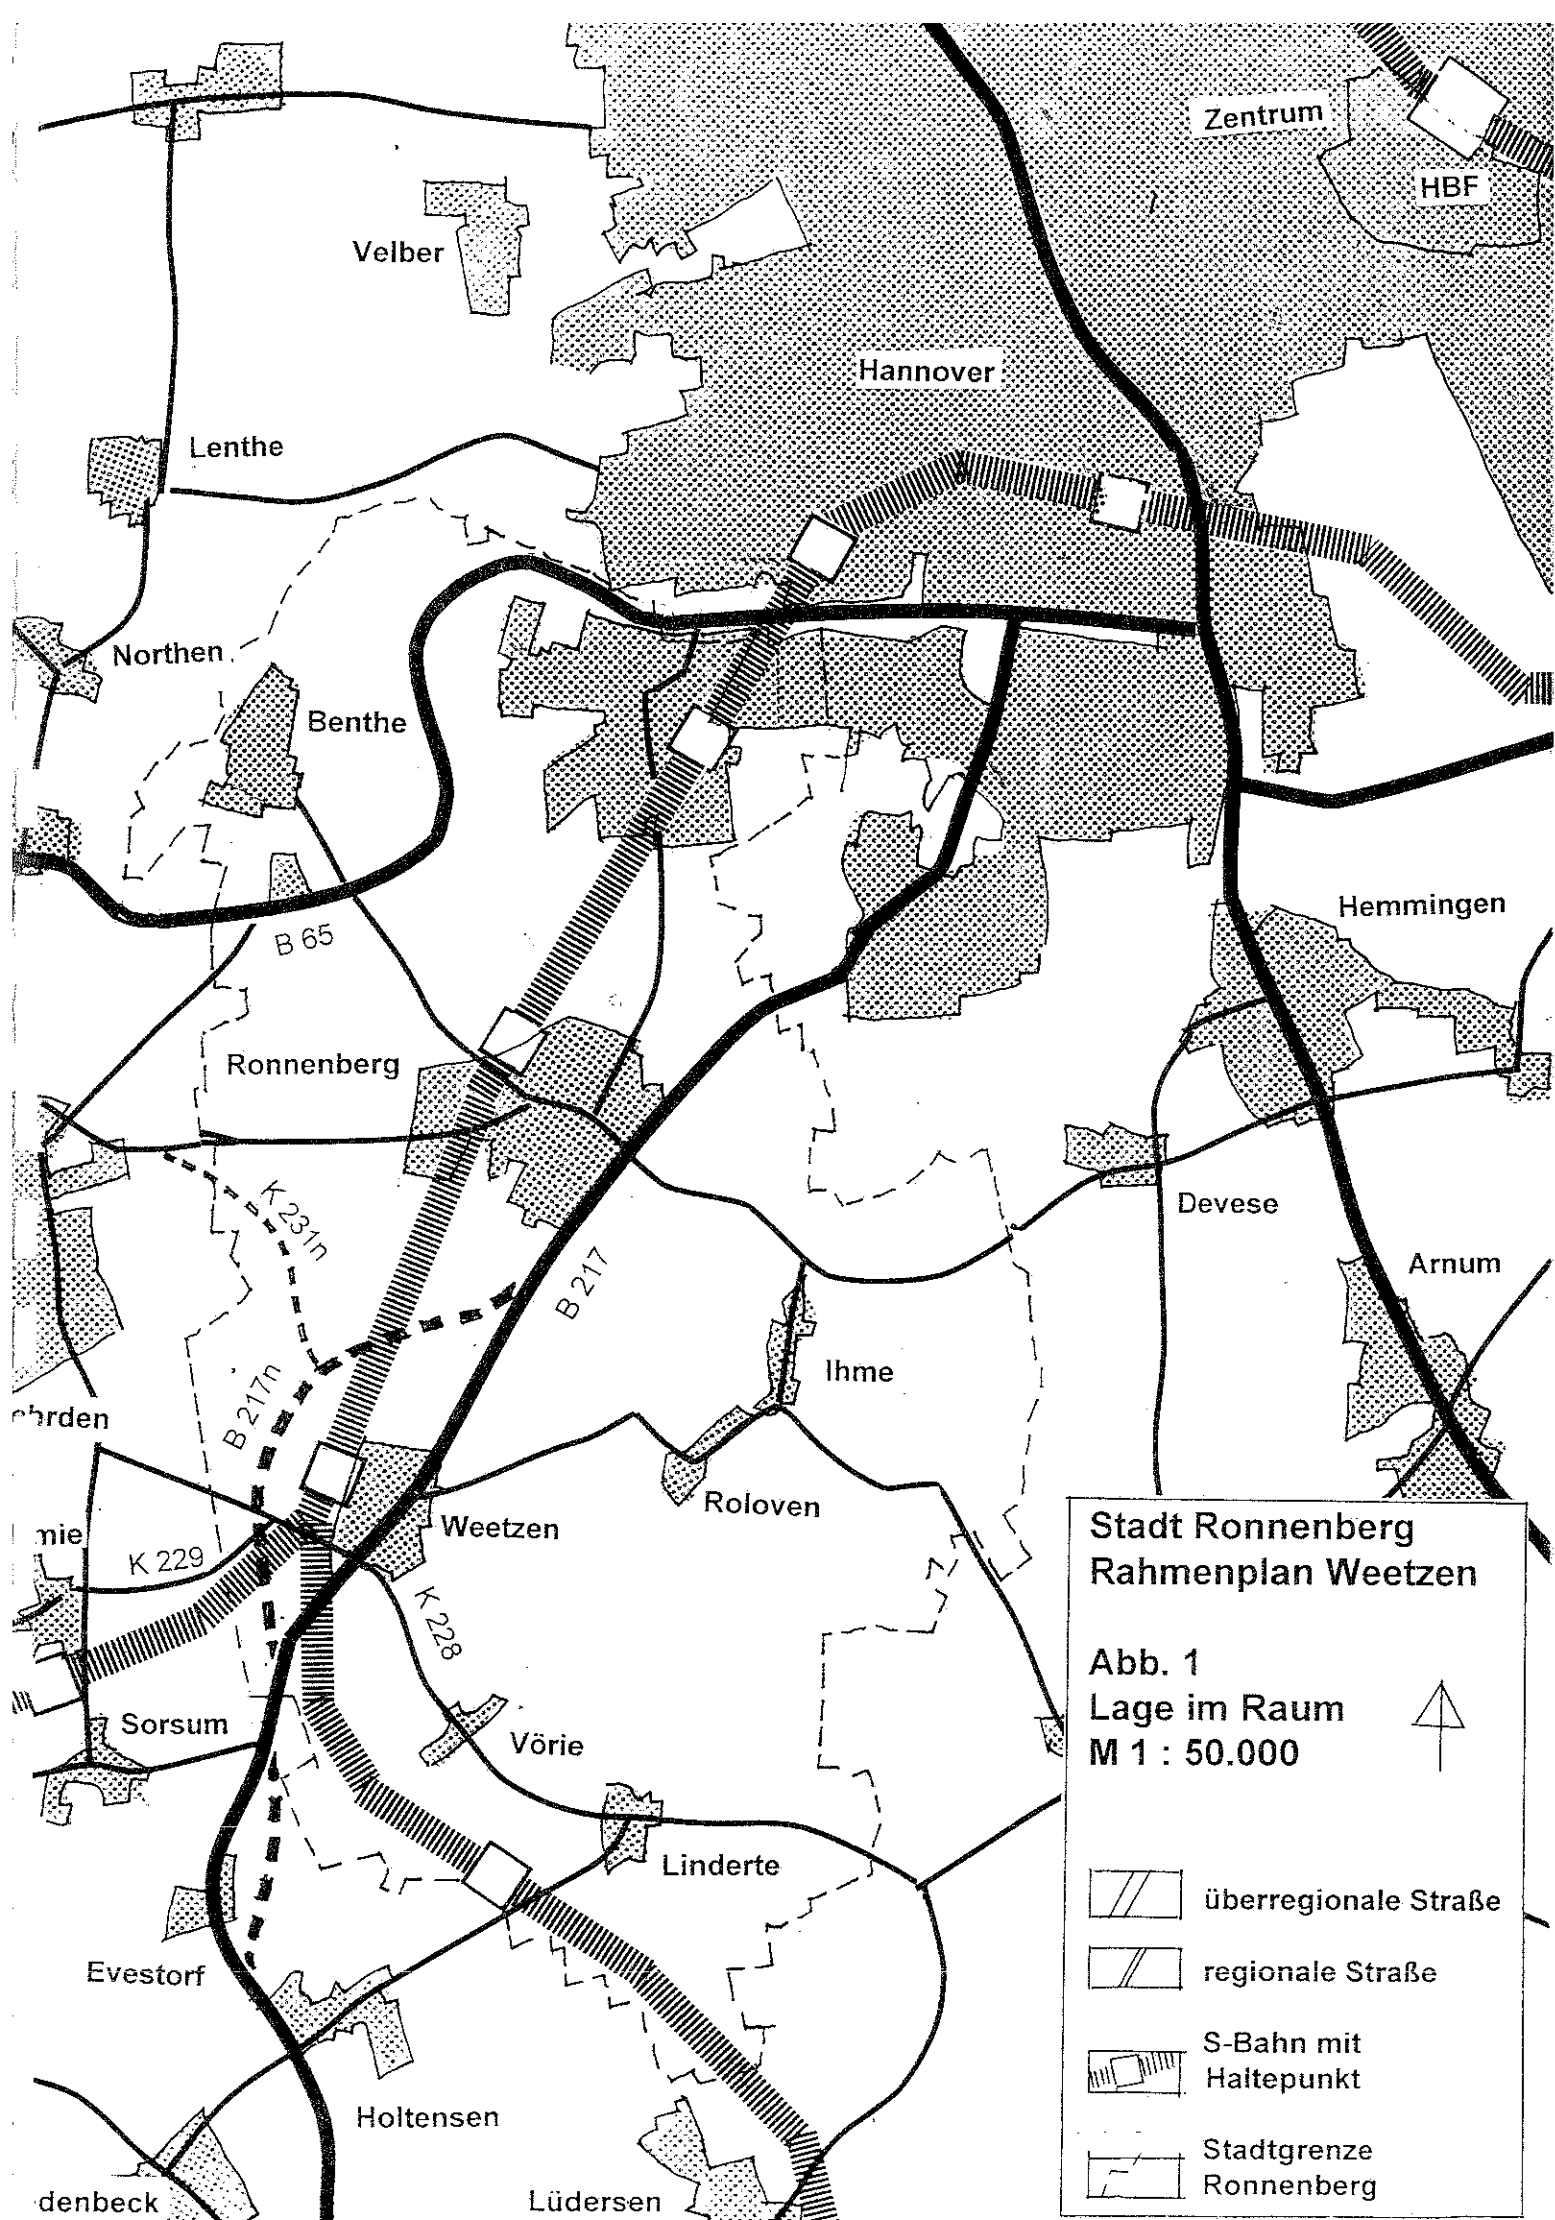 Zentrum
HBF
Velber
Hannover
Lenthe
Northen
Benthe
Hemmingen
B 65
Ronnenberg
Devese
K 231n
B 217
Arnum
Ihme
B 217n
ehrden
Roloven
Weetzen
mie
K 229
K 228
Sorsum
Vörie
Linderte
Evestorf
Holtensen
denbeck
Lüdersen
Stadt Ronnenberg
Rahmenplan Weetzen
Abb. 1
Lage im Raum
M 1 : 50.000
überregionale Straße
regionale Straße
S-Bahn mit
Haltepunkt
Stadtgrenze
Ronnenberg